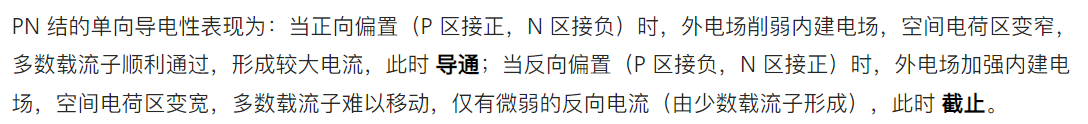 PN 结的单向导电性表现为：当正向偏置（P 区接正，N 区接负）时，外电场削弱内建电场，空间电荷区变窄，
多数载流子顺利通过，形成较大电流，此时 导通；当反向偏置（P 区接负，N 区接正）时，外电场加强内建电
场，空间电荷区变宽，多数载流子难以移动，仅有微弱的反向电流（由少数载流子形成），此时 截止。